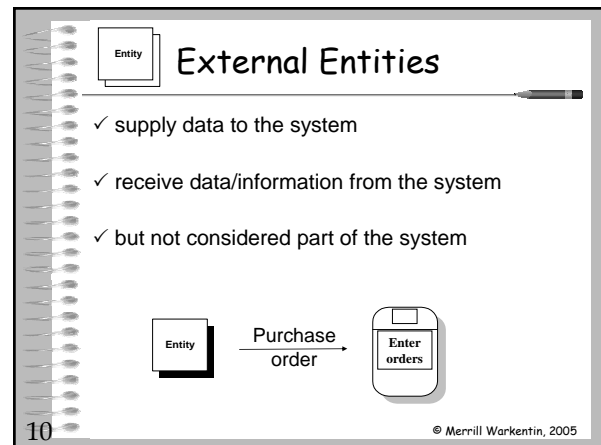 Entity
External Entities
✓ supply data to the system
✓ receive data/information from the system
✓ but not considered part of the system
Entity
Purchase
order
Enter
orders
10
© Merrill Warkentin, 2005